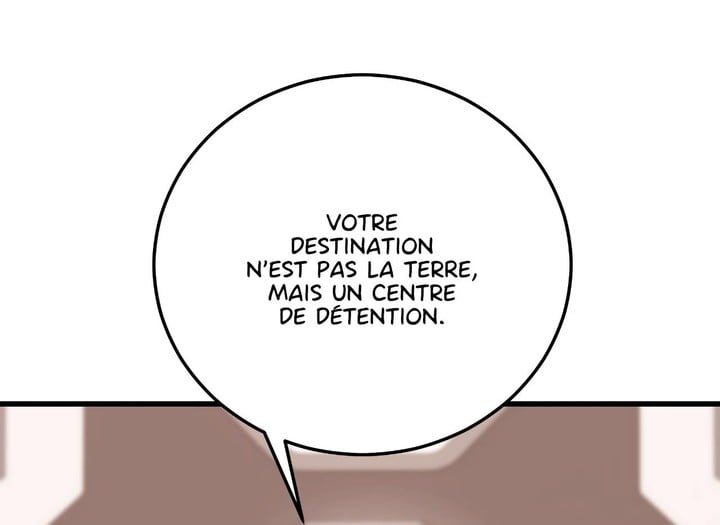 VOTRE
DESTINATION
N'EST PAS LA TERRE,
MAIS UN CENTRE
DE DÉTENTION.